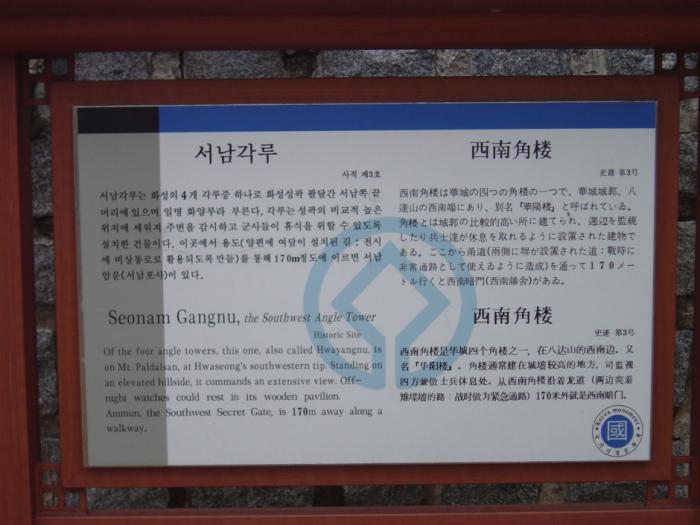 서남각루
사적 제3호
서남각루는 화성의 4개 각루중 하나로 화성성곽 팔달간 서남쪽 끝
머리에 있으며 일명 화양루라 부른다. 각루는 성곽의 비교적 높은
위치에 세워져 주변을 감시하고 군사들이 휴식을 위할 수 있도록
설치한 건물이다. 이곳에서 용도(양편에 여담이 설치된 길 : 전시
에 비상통로로 활용되도록 만듬)를 통해 170m정도에 이르면 서남
암문(서남포사)이 있다.
Seonam Gangnu, the Southwest Angle Tower
Historic Site
Of the four angle towers, this one, also called Hwayangnu, is
on Mt. Paldalsan, at Hwaseong's southwestern tip. Standing on
an elevated hillside, it commands an extensive view. Off-
night watches could rest in its wooden pavilion.
Ammun, the Southwest Secret Gate, is 170m away along a
walkway.
西南角楼
史蹟 第3号
西南角楼は華城の四つの角楼の一つで、華城城郭、八
達山の西南端にあり、別名『華陽楼』と呼ばれている。
角楼とは城郭の比較的高い所に建てられ、週辺を監視
したり兵士達が休息を取れるように設置された建物で
ある。ここから甬道(兩側に塀が設置された道：戰時に
非常通路として使えるように造成)を通って１７０メー
トル行くと西南暗門(西南鋪舎)がある。
西南角楼
史迹 第3号
西南角楼是华城四个角楼之一，在八达山的西南边。又
名『华阳楼』。角楼通常建在城墙较高的地方，司监视
四方兼做士兵休息处。从西南角楼沿着龙道（两边夹着
雉堞墙的路：战时做为紧急通路）170米外就是西南暗门。
Korea monuments
國